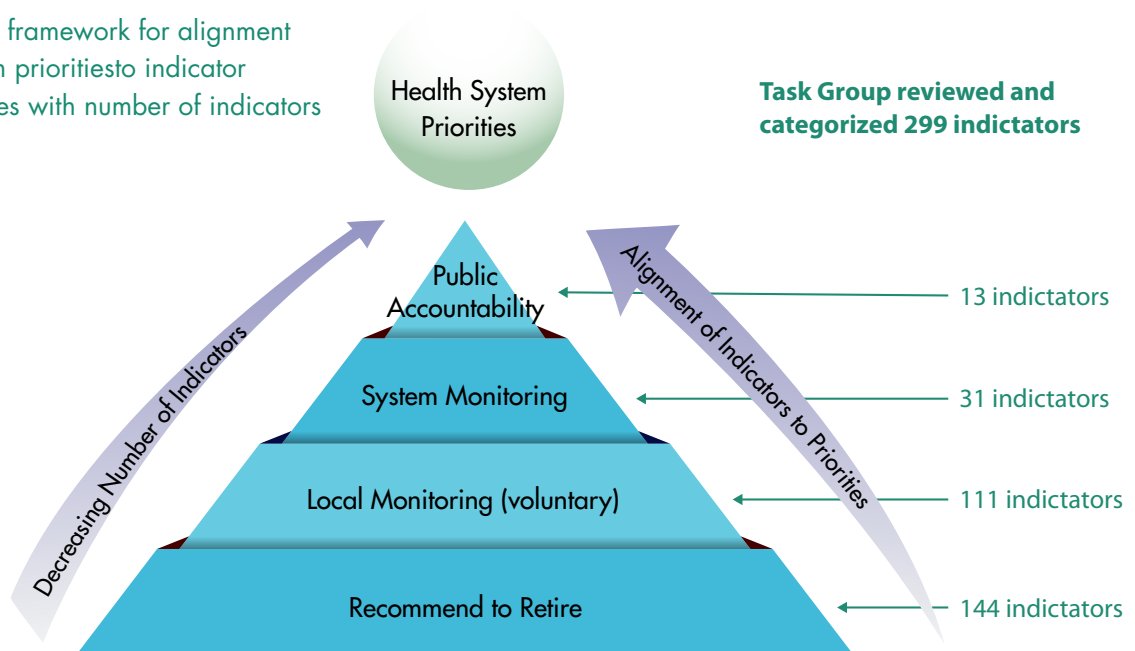 framework for alignment
prioritiesto indicator
with number of indicators
Health System
Priorities
Task Group reviewed and
categorized 299 indictators
Decreasing Number of Indicators
Alignment of Indicators to Priorities
Public
Accountability
13 indictators
System Monitoring
31 indictators
Local Monitoring (voluntary)
111 indictators
Recommend to Retire
144 indictators